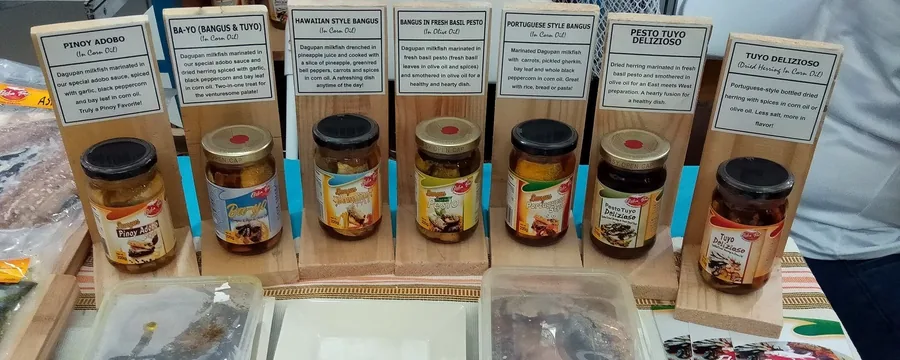 PINOY ADOBO
(In Corn Oil)
Dagupan milkfish marinated in
our special adobo sauce, spiced
with garlic, black peppercorn
and bay leaf in corn oil.
Truly a Pinoy Favorite!
BA-YO (BANGUS & TUYO)
(In Corn Oil)
Dagupan milkfish marinated in
our special adobo sauce and
dried herring spiced with garlic,
black peppercorn and bay leaf
in corn oil. Two-in-one treat for
the venturesome palate!
HAWAIIAN STYLE BANGUS
(In Corn Oil)
Dagupan milkfish drenched in
pineapple juice and cooked with
a slice of pineapple, green/red
bell peppers, carrots and spices
in corn oil. A refreshing dish
anytime of the day!
BANGUS IN FRESH BASIL PESTO
(In Olive Oil)
Dagupan milkfish marinated in
fresh basil pesto (fresh basil
leaves in olive oil and spices)
and smothered in olive oil for a
healthy and hearty dish.
PORTUGUESE STYLE BANGUS
(In Corn Oil)
Marinated Dagupan milkfish
with carrots, pickled gherkin,
bay leaf and whole black
peppercorn in corn oil. Great
with rice, bread or pasta!
PESTO TUYO
DELIZIOSO
Dried herring marinated in fresh
basil pesto and smothered in
olive oil for an East meets West
preparation. A hearty fusion for
a healthy dish.
TUYO DELIZIOSO
(Dried Herring In Corn Oil)
Portuguese-style bottled dried
herring with spices in corn oil or
olive oil. Less salt, more in
flavor!
Pinoy Adobo
Pesto Tuyo
Delizioso
Tuyo
Delizioso